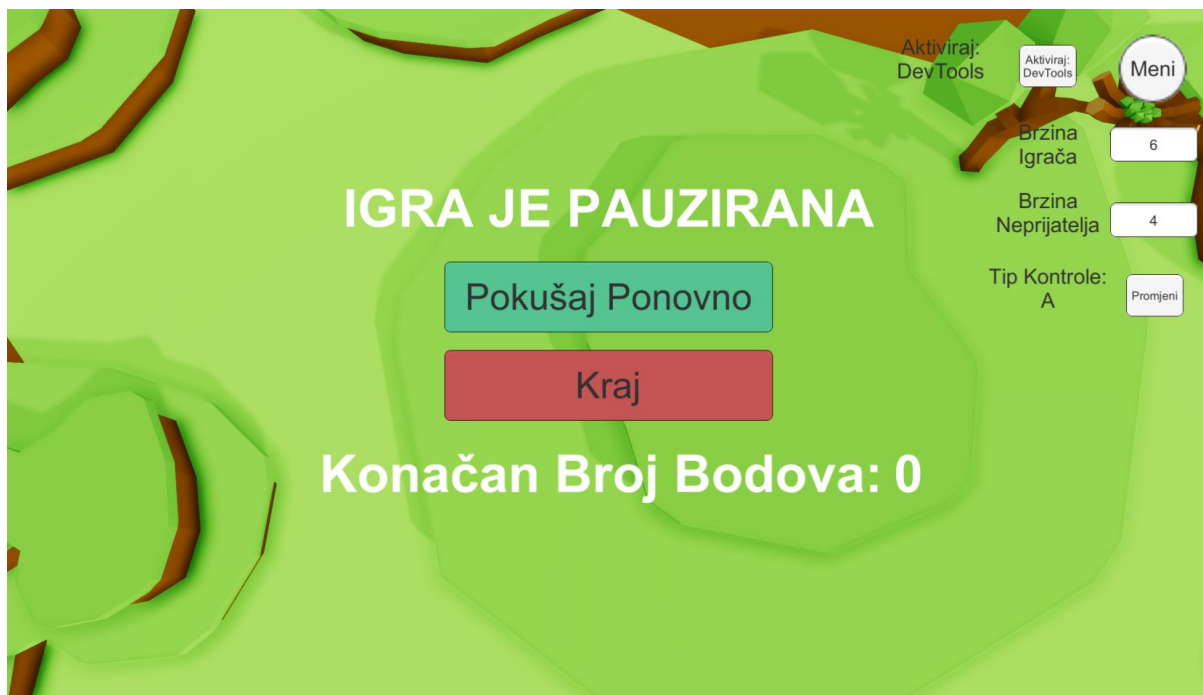 Aktiviraj:
DevTools
Aktiviraj:
DevTools
Meni
Brzina
Igrača
6
Brzina
Neprijatelja
4
Tip Kontrole:
A
Promjeni
IGRA JE PAUZIRANA
Pokušaj Ponovno
Kraj
Konačan Broj Bodova: 0